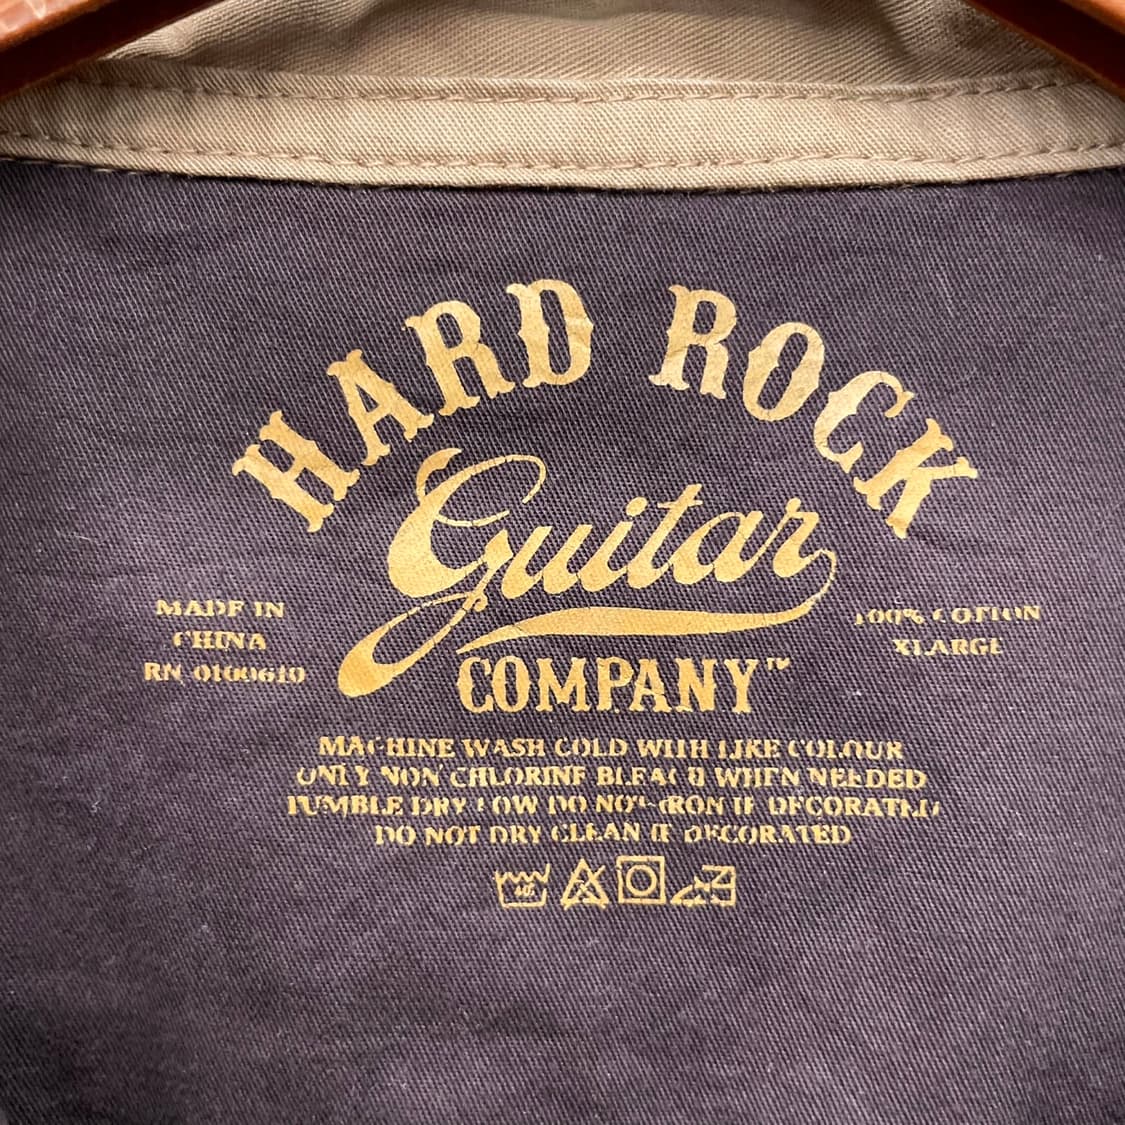 HARD ROCK
Guitar
COMPANY™
MADE IN
CHINA
RN 0100610
100% COTTON
XLARGE
MACHINE WASH COLD WITH LIKE COLOUR
ONLY NON CHLORINE BLEACH WHEN NEEDED
TUMBLE DRY LOW DO NOT IRON IF DECORATED
DO NOT DRY CLEAN IF DECORATED
40